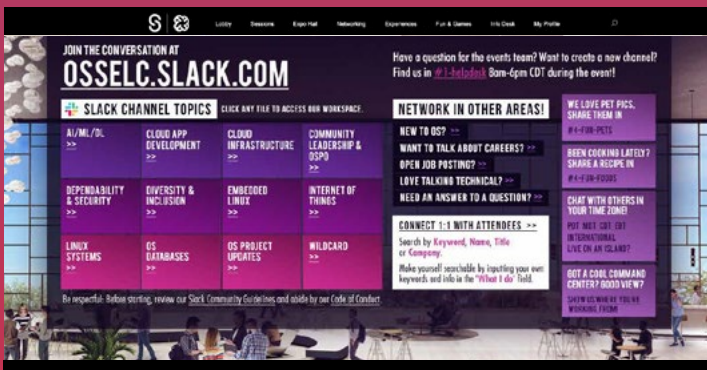 Lobby
Sessions
Expo Hall
Networking
Experiences
Fun & Games
Info Desk
My Profile
JOIN THE CONVERSATION AT
OSSELC.SLACK.COM
Have a question for the events team? Want to create a new channel?
Find us in #1-helpdesk 8am-6pm CDT during the event!
SLACK CHANNEL TOPICS
CLICK ANY TILE TO ACCESS OUR WORKSPACE.
AI/ML/DL
>>
CLOUD APP
DEVELOPMENT
>>
CLOUD
INFRASTRUCTURE
>>
COMMUNITY
LEADERSHIP &
OSPO
>>
DEPENDABILITY
& SECURITY
>>
DIVERSITY &
INCLUSION
>>
EMBEDDED
LINUX
>>
INTERNET OF
THINGS
>>
LINUX
SYSTEMS
>>
OS
DATABASES
>>
OS PROJECT
UPDATES
>>
WILDCARD
>>
Be respectful: Before starting, review our Slack Community Guidelines and abide by our Code of Conduct.
NETWORK IN OTHER AREAS!
NEW TO OS? >>
WANT TO TALK ABOUT CAREERS? >>
OPEN JOB POSTING? >>
LOVE TALKING TECHNICAL? >>
NEED AN ANSWER TO A QUESTION? >>
CONNECT 1:1 WITH ATTENDEES >>
Search by Keyword, Name, Title
or Company.
Make yourself searchable by inputting your own
keywords and info in the "What I do" field.
WE LOVE PET PICS,
SHARE THEM IN
#4-FUN-PETS
BEEN COOKING LATELY?
SHARE A RECIPE IN
#4-FUN-FOODS
CHAT WITH OTHERS IN
YOUR TIME ZONE!
PDT MDT CDT EDT
INTERNATIONAL
LIVE ON AN ISLAND?
GOT A COOL COMMAND
CENTER? GOOD VIEW?
SHOW US WHERE YOU'RE
WORKING FROM!